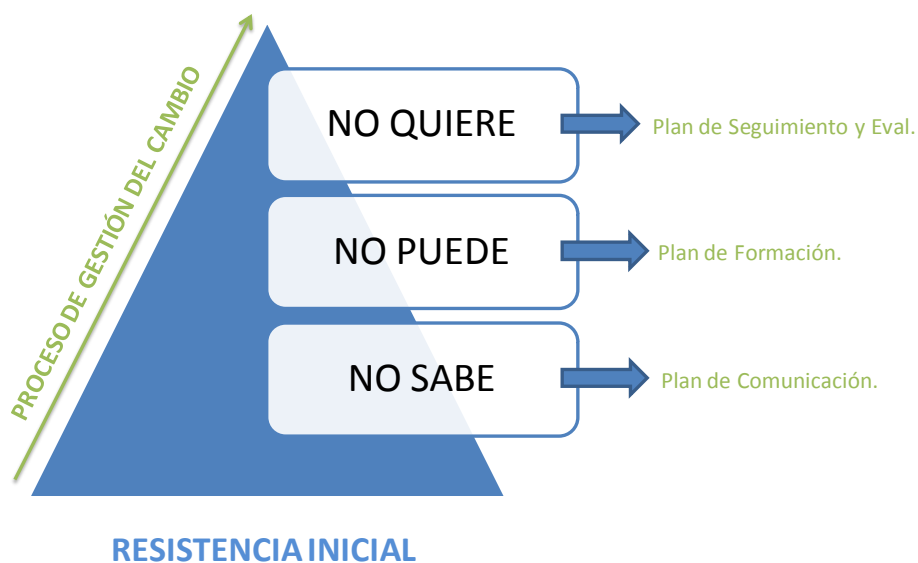 PROCESO DE GESTIÓN DEL CAMBIO
NO QUIERE
Plan de Seguimiento y Eval.
NO PUEDE
Plan de Formación.
NO SABE
Plan de Comunicación.
RESISTENCIA INICIAL